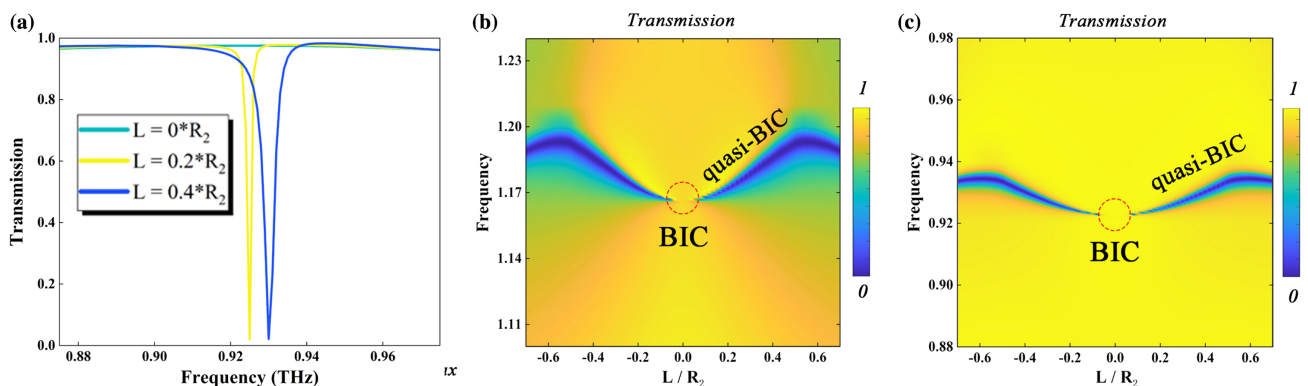 (a)
1.0
0.8
0.6
0.4
0.2
0.0
Transmission
L = 0*R2
L = 0.2*R2
L = 0.4*R2
0.88
0.90
0.92
0.94
0.96
Frequency (THz)
ıx
(b)
Transmission
1.23
1.20
1.17
1.14
1.11
Frequency
quasi-BIC
BIC
-0.6
-0.4
-0.2
0.0
0.2
0.4
0.6
L / R2
1
0
(c)
Transmission
0.98
0.96
0.94
0.92
0.90
0.88
Frequency
quasi-BIC
BIC
-0.6
-0.4
-0.2
0.0
0.2
0.4
0.6
L / R2
1
0